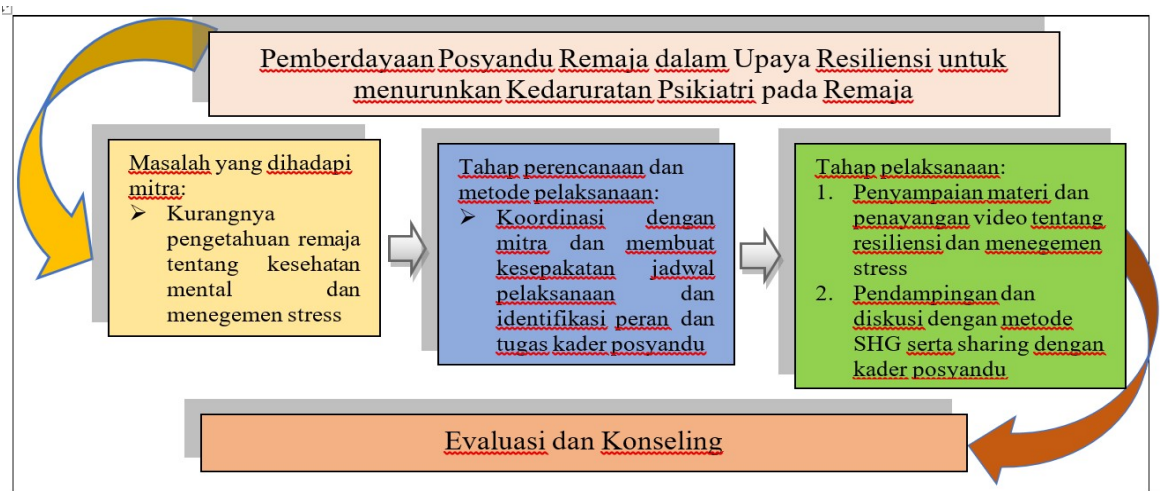 Pemberdayaan Posyandu Remaja dalam Upaya Resiliensi untuk
menurunkan Kedaruratan Psikiatri pada Remaja
Masalah yang dihadapi
mitra:
➢ Kurangnya
pengetahuan remaja
tentang kesehatan
mental dan
menegemen stress
Tahap perencanaan dan
metode pelaksanaan:
➢ Koordinasi dengan
mitra dan membuat
kesepakatan jadwal
pelaksanaan dan
identifikasi peran dan
tugas kader posyandu
Tahap pelaksanaan:
1. Penyampaian materi dan
penayangan video tentang
resiliensi dan menegemen
stress
2. Pendampingan dan
diskusi dengan metode
SHG serta sharing dengan
kader posyandu
Evaluasi dan Konseling